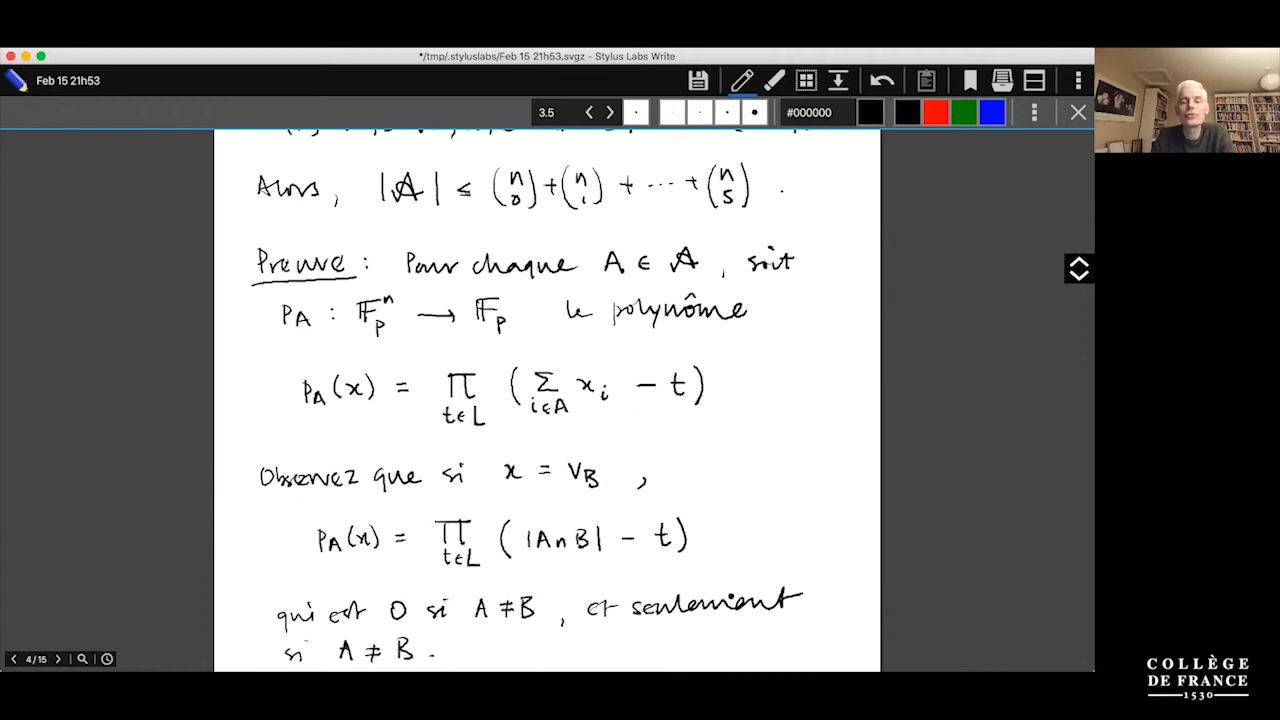 */tmp/.styluslabs/Feb 15 21h53.svgz - Stylus Labs Write
Feb 15 21h53
3.5
#000000
Alors, |𝒜| ≤ (n 0) + (n 1) + ... + (n s).
Preuve : Pour chaque A ∈ 𝒜, soit
P_A : 𝔽_p^n → 𝔽_p le polynôme
P_A(x) = ∏_{t∈L} (∑_{i∈A} x_i - t)
Observez que si x = v_B,
P_A(x) = ∏_{t∈L} (|A∩B| - t)
qui est 0 si A ≠ B, et seulement
si A ≠ B.
4/15
COLLÈGE
DE FRANCE
1530